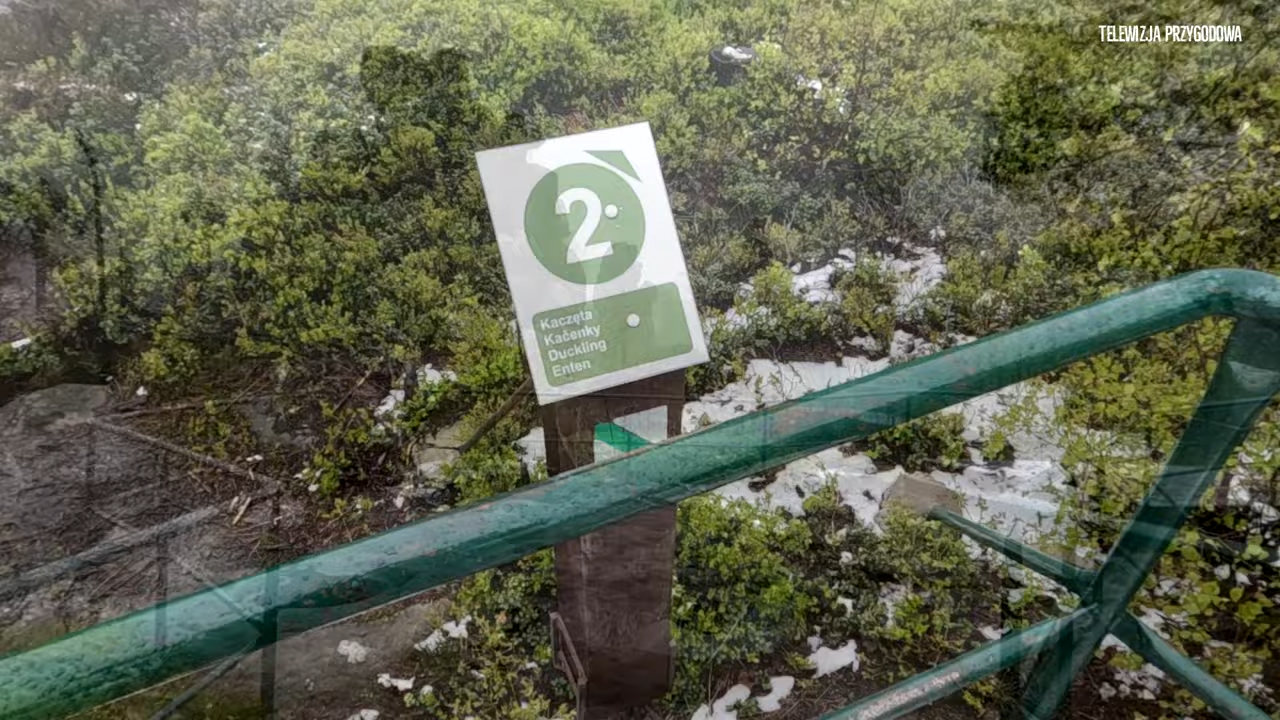 TELEWIZJA PRZYGODOWA
2
Kaczęta
Kačenky
Duckling
Enten